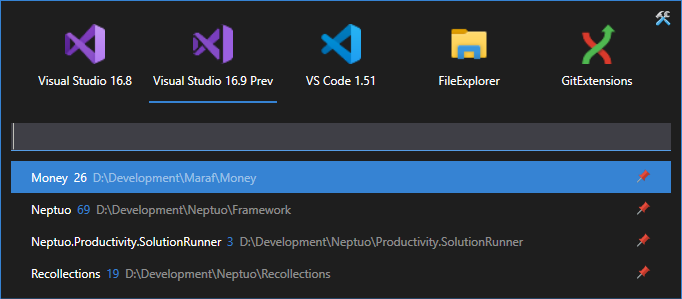 Visual Studio 16.8 Visual Studio 16.9 Prev VS Code 1.51 FileExplorer GitExtensions
Money 26 D:\Development\Maraf\Money
Neptuo 69 D:\Development\Neptuo\Framework
Neptuo.Productivity.SolutionRunner 3 D:\Development\Neptuo\Productivity.SolutionRunner
Recollections 19 D:\Development\Neptuo\Recollections